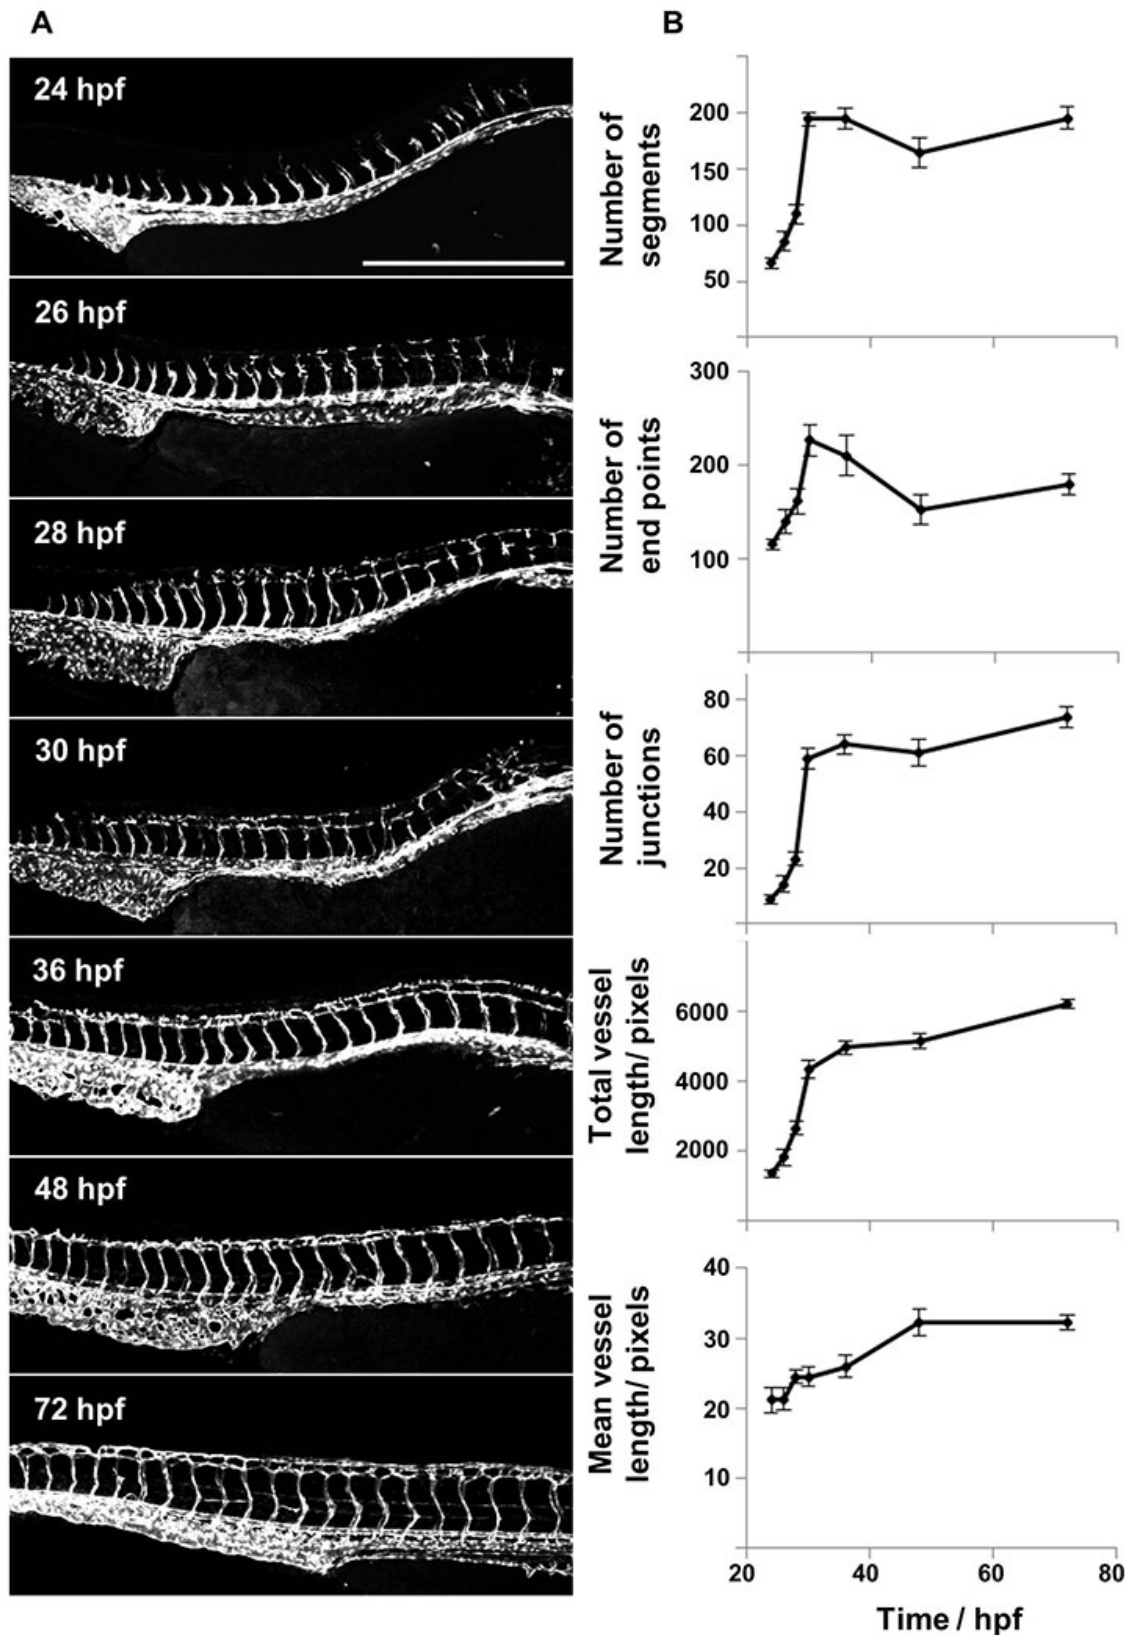 A
24 hpf
26 hpf
28 hpf
30 hpf
36 hpf
48 hpf
72 hpf
B
Number of
segments
200
150
100
50
Number of
end points
300
200
100
Number of
junctions
80
60
40
20
Total vessel
length/ pixels
6000
4000
2000
Mean vessel
length/ pixels
40
30
20
10
20 40 60 80
Time / hpf